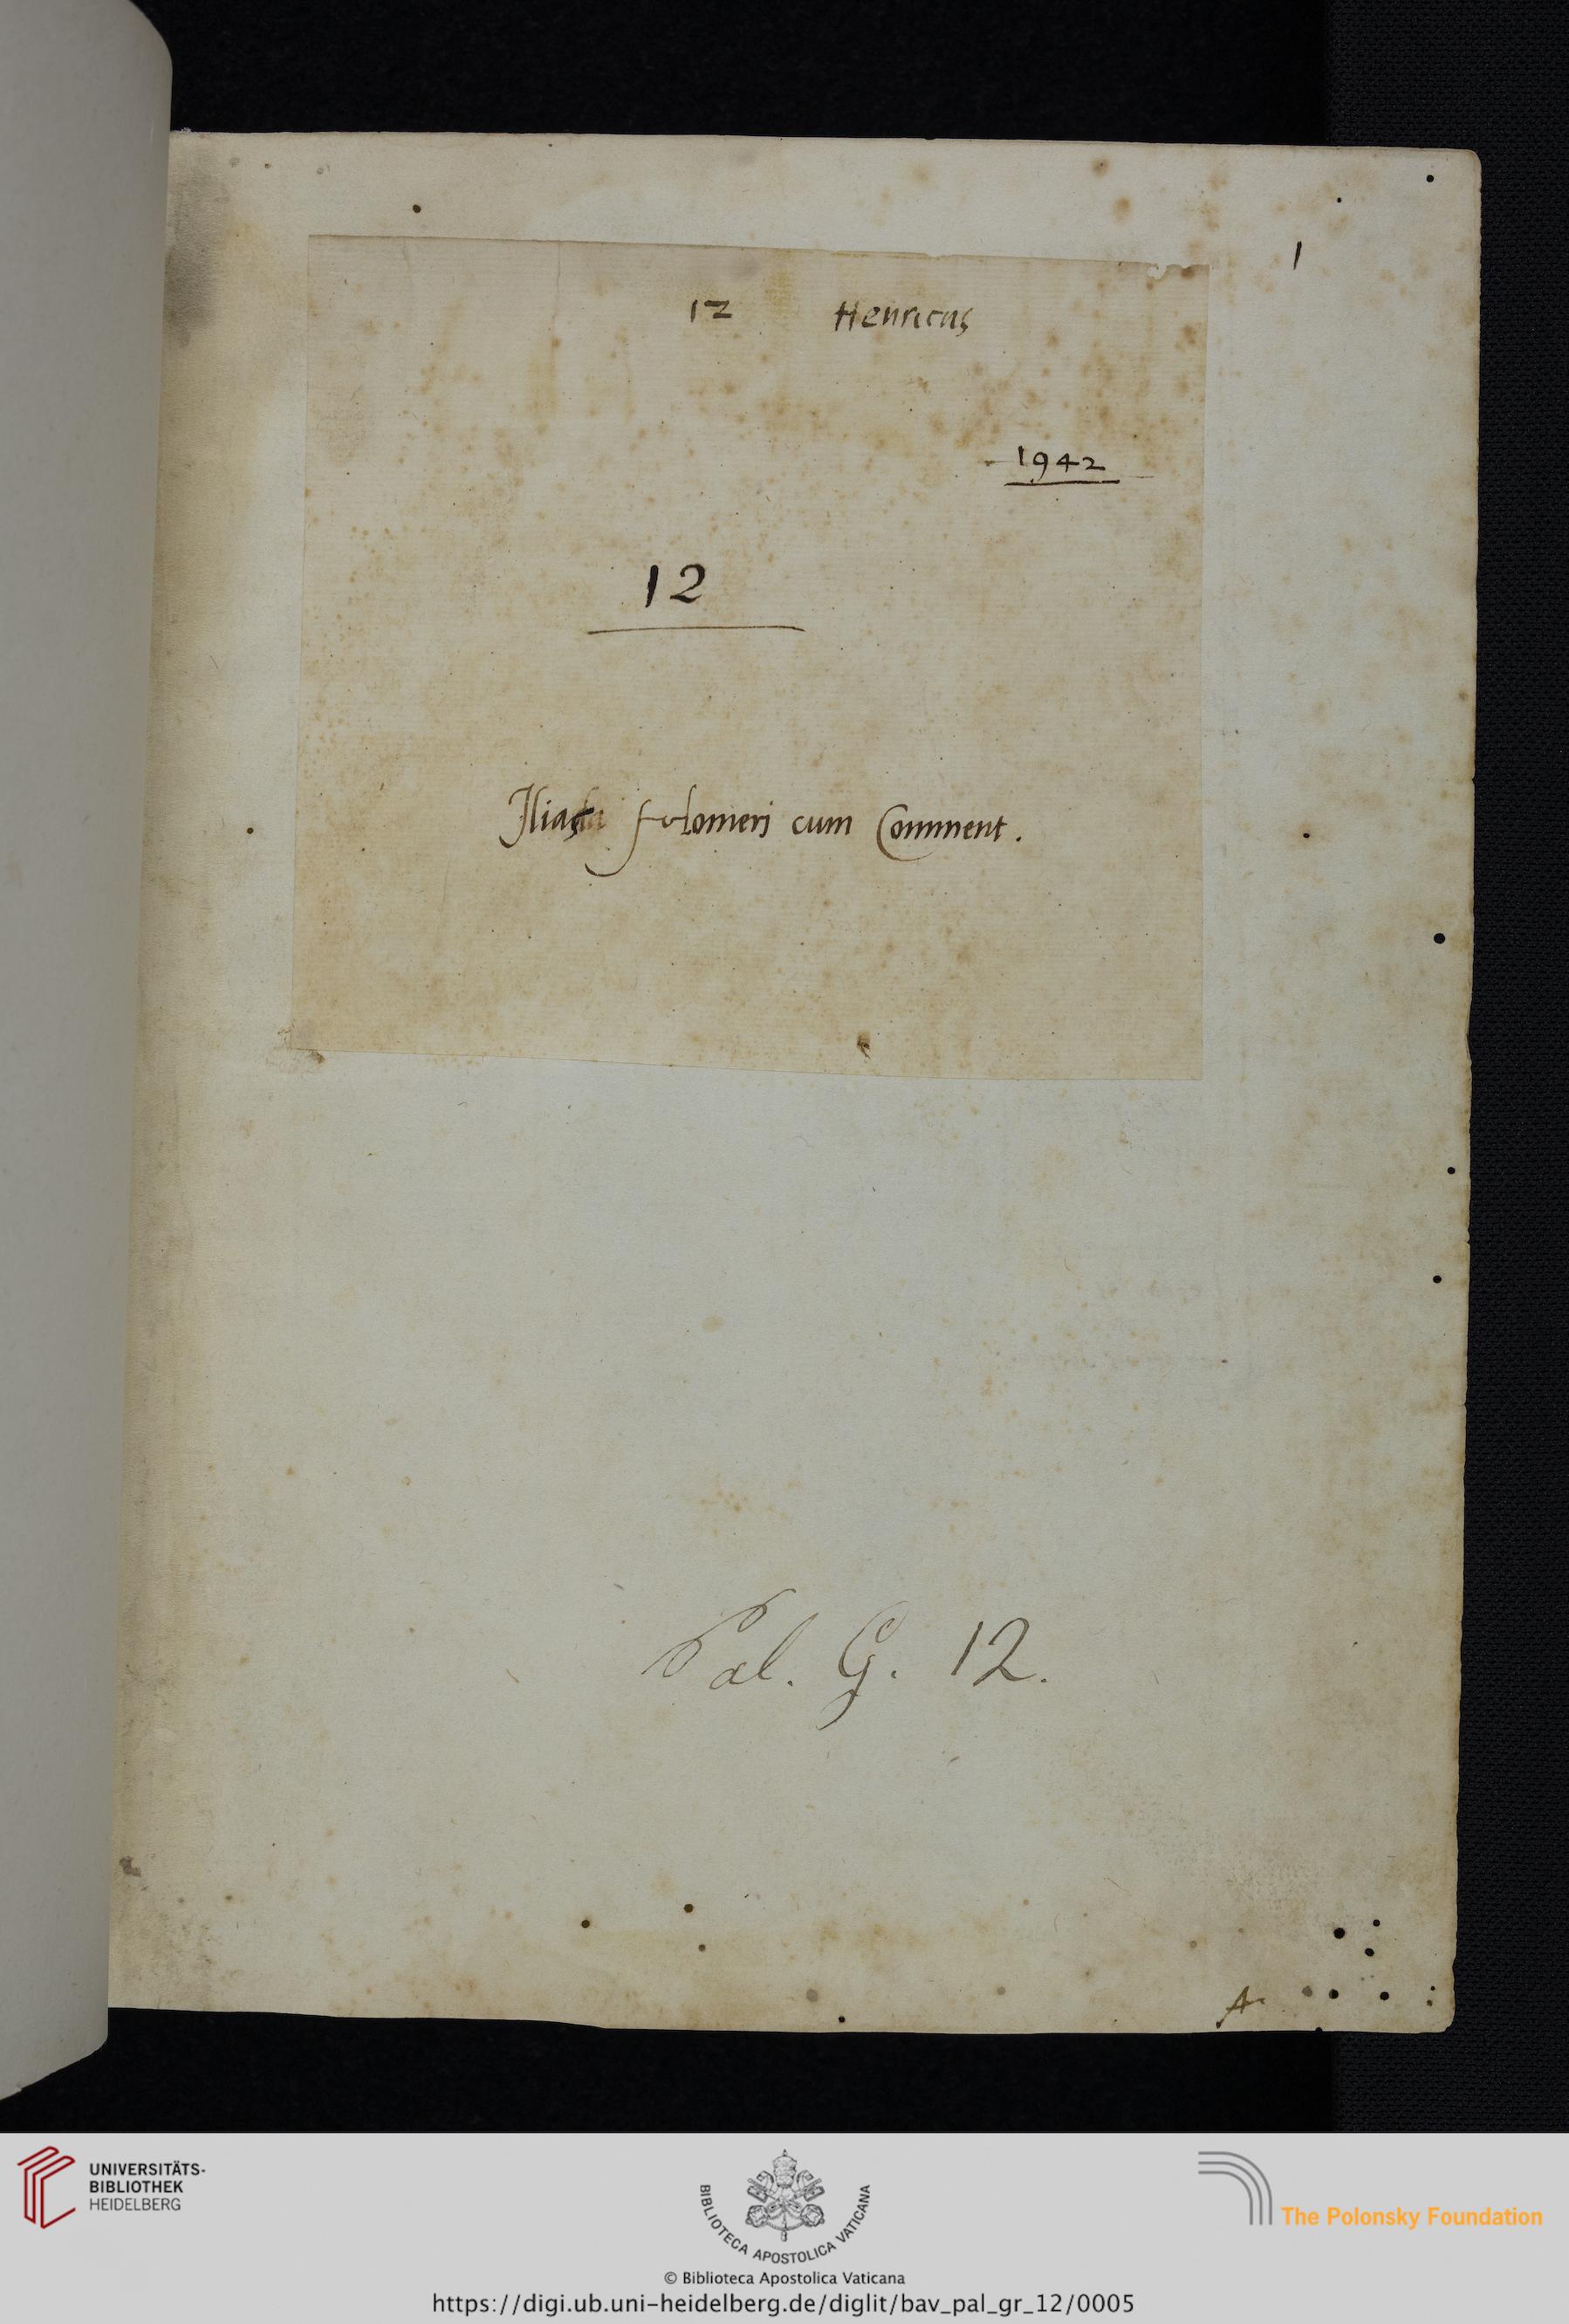 1
12 Henricus
1942
12
Ilias Homeri cum Comment.
Pal. G. 12.
A
UNIVERSITÄTS-
BIBLIOTHEK
HEIDELBERG
BIBLIOTECA APOSTOLICA VATICANA
© Biblioteca Apostolica Vaticana
The Polonsky Foundation
https://digi.ub.uni-heidelberg.de/diglit/bav_pal_gr_12/0005